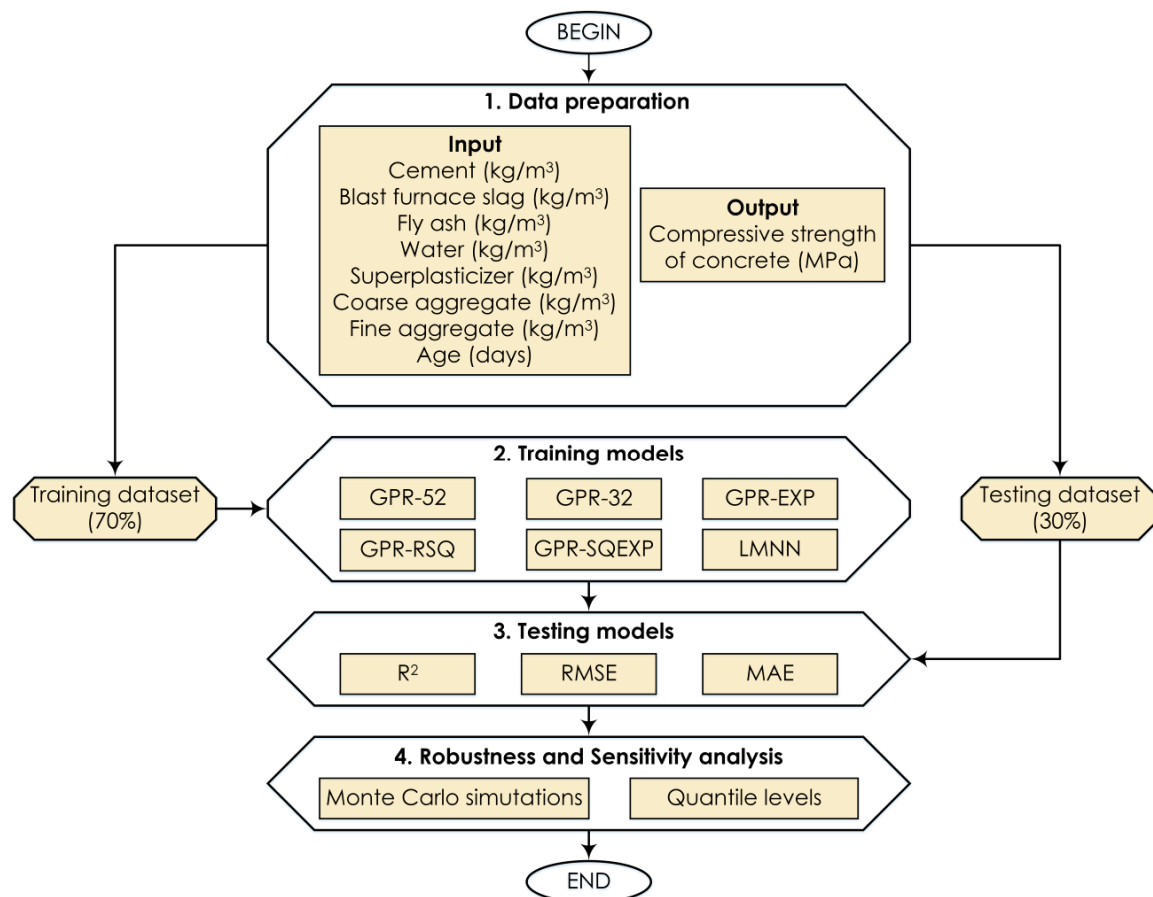 BEGIN
1. Data preparation
Input
Cement (kg/m³)
Blast furnace slag (kg/m³)
Fly ash (kg/m³)
Water (kg/m³)
Superplasticizer (kg/m³)
Coarse aggregate (kg/m³)
Fine aggregate (kg/m³)
Age (days)
Output
Compressive strength
of concrete (MPa)
Training dataset
(70%)
2. Training models
GPR-52
GPR-32
GPR-EXP
GPR-RSQ
GPR-SQEXP
LMNN
Testing dataset
(30%)
3. Testing models
R²
RMSE
MAE
4. Robustness and Sensitivity analysis
Monte Carlo simutations
Quantile levels
END